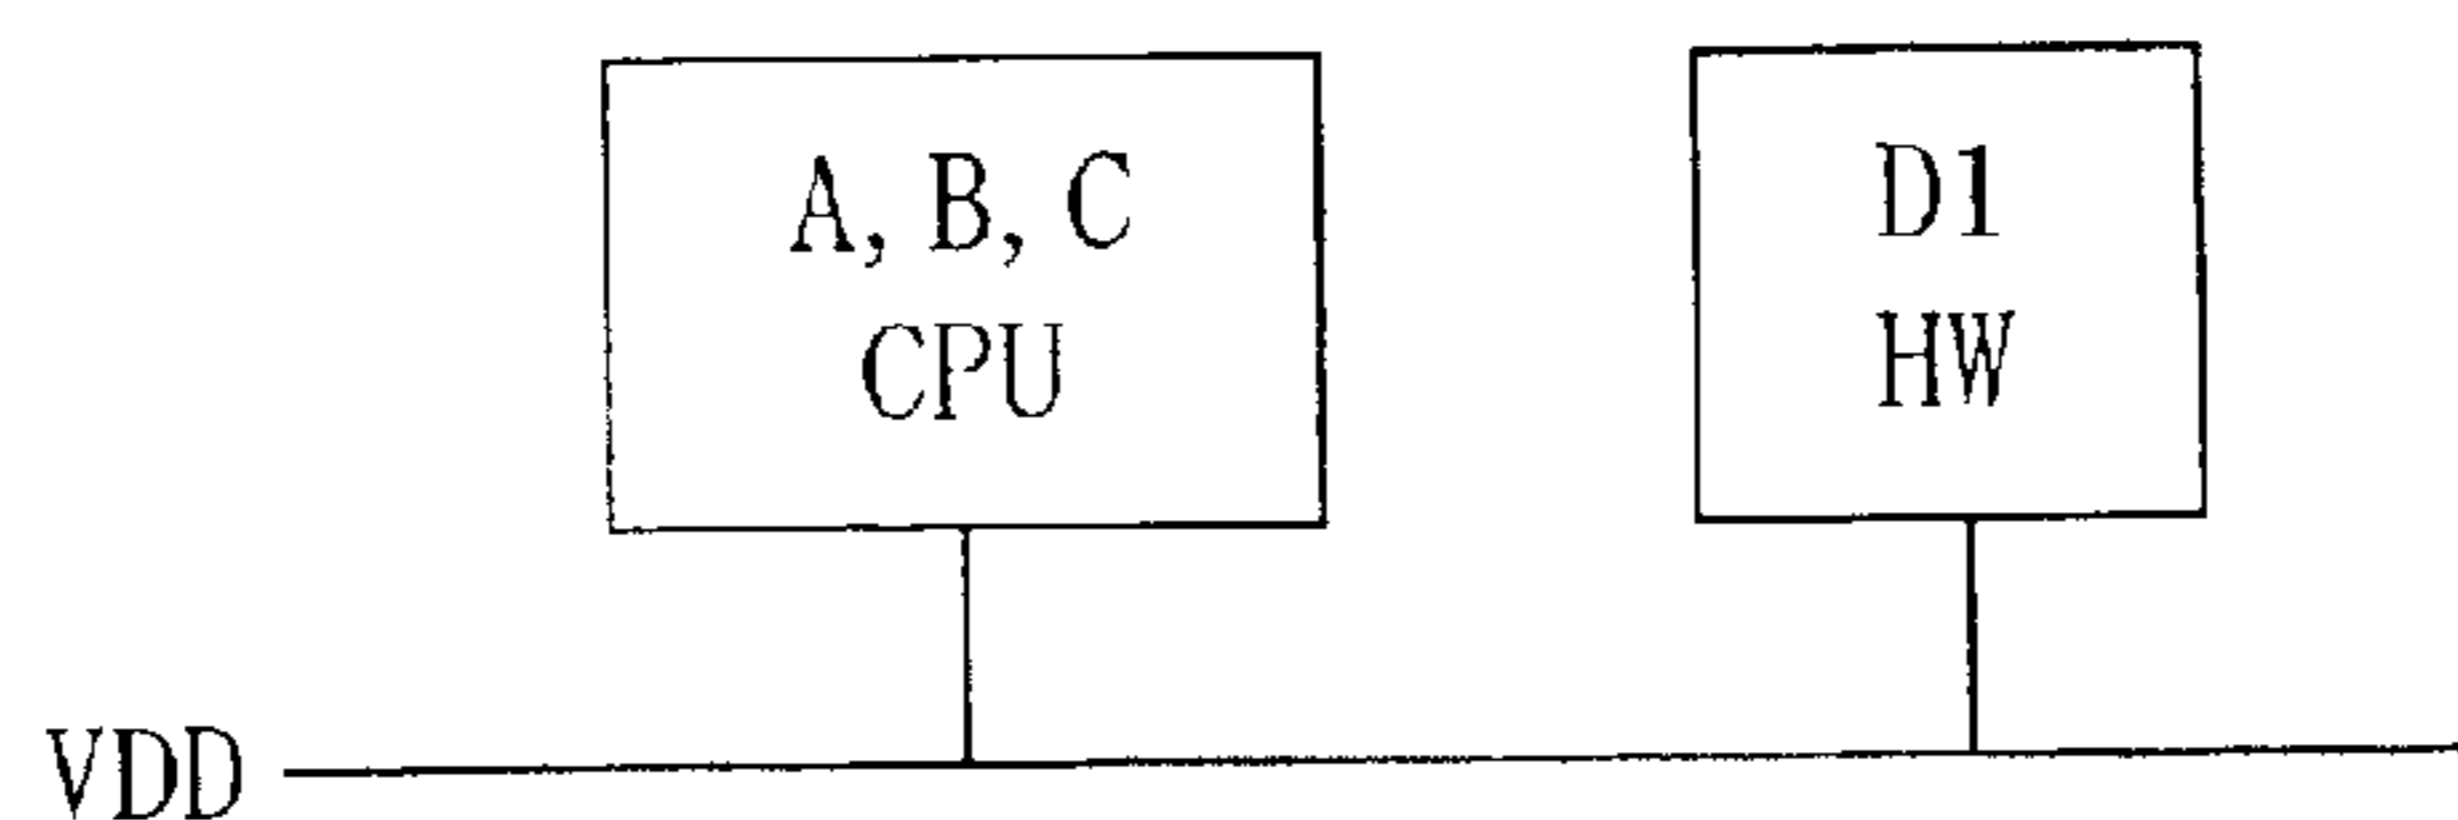 A, B, C
CPU
D1
HW
VDD